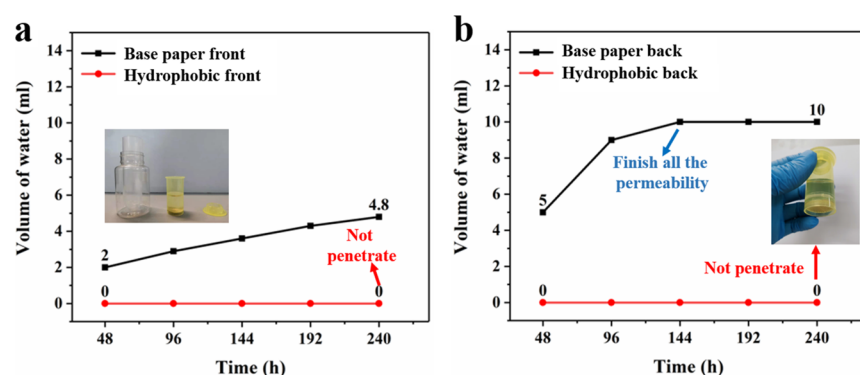 a
Base paper front
Hydrophobic front
Volume of water (ml)
14
12
10
8
6
4
2
0
2
4.8
Not
penetrate
0
0
48
96
144
192
240
Time (h)
b
Base paper back
Hydrophobic back
Volume of water (ml)
14
12
10
8
6
4
2
0
10
Finish all the
permeability
5
Not penetrate
0
0
48
96
144
192
240
Time (h)